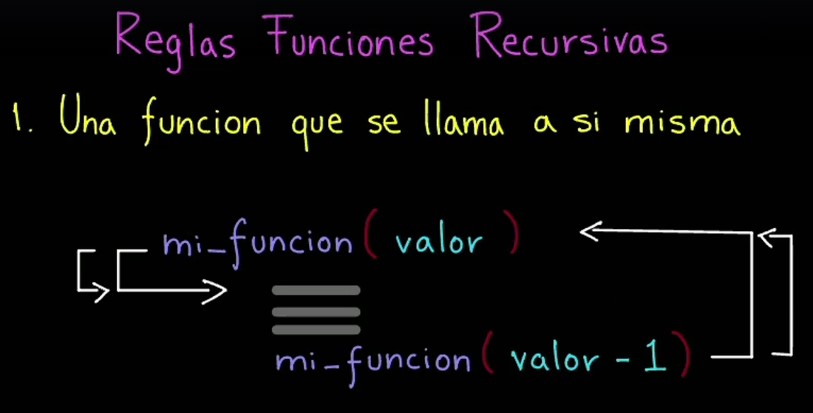 Reglas Funciones Recursivas
1. Una funcion que se llama a si misma
mi_funcion ( valor )
mi_funcion ( valor - 1 )